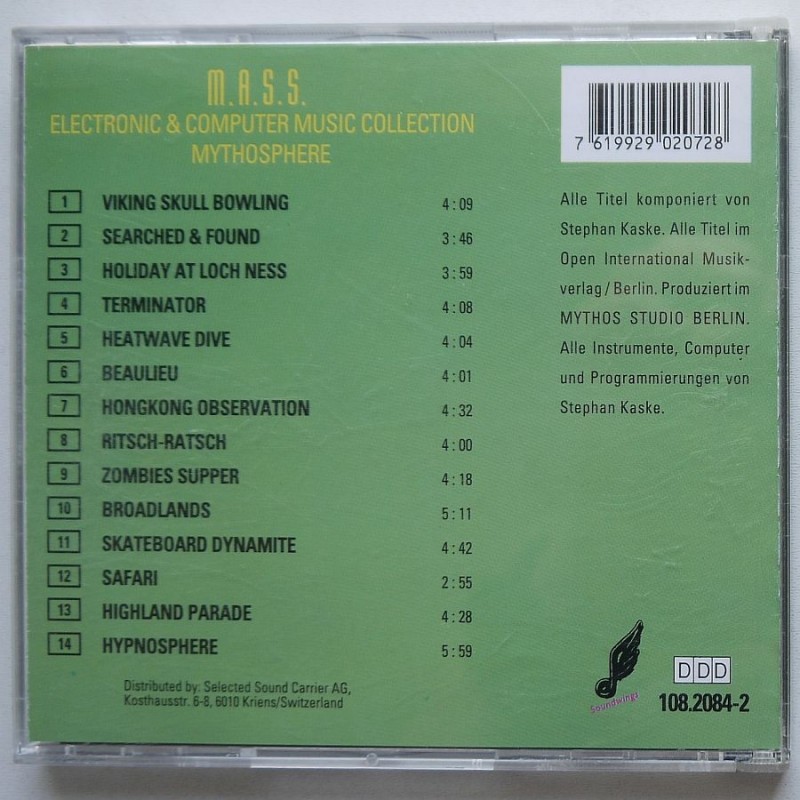 M.A.S.S.
ELECTRONIC & COMPUTER MUSIC COLLECTION
MYTHOSPHERE
1 VIKING SKULL BOWLING 4:09
2 SEARCHED & FOUND 3:46
3 HOLIDAY AT LOCH NESS 3:59
4 TERMINATOR 4:08
5 HEATWAVE DIVE 4:04
6 BEAULIEU 4:01
7 HONGKONG OBSERVATION 4:32
8 RITSCH-RATSCH 4:00
9 ZOMBIES SUPPER 4:18
10 BROADLANDS 5:11
11 SKATEBOARD DYNAMITE 4:42
12 SAFARI 2:55
13 HIGHLAND PARADE 4:28
14 HYPNOSPHERE 5:59
Distributed by: Selected Sound Carrier AG,
Kosthausstr. 6-8, 6010 Kriens/Switzerland
7 619929 020728
Alle Titel komponiert von
Stephan Kaske. Alle Titel im
Open International Musik-
verlag/Berlin. Produziert im
MYTHOS STUDIO BERLIN.
Alle Instrumente, Computer
und Programmierungen von
Stephan Kaske.
Soundwings
DDD
108.2084-2